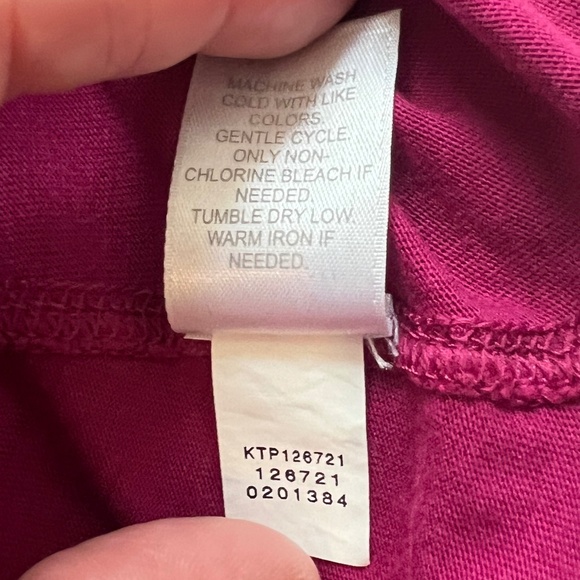 MACHINE WASH
COLD WITH LIKE
COLORS.
GENTLE CYCLE.
ONLY NON-
CHLORINE BLEACH IF
NEEDED.
TUMBLE DRY LOW.
WARM IRON IF
NEEDED.
KTP126721
126721
0201384